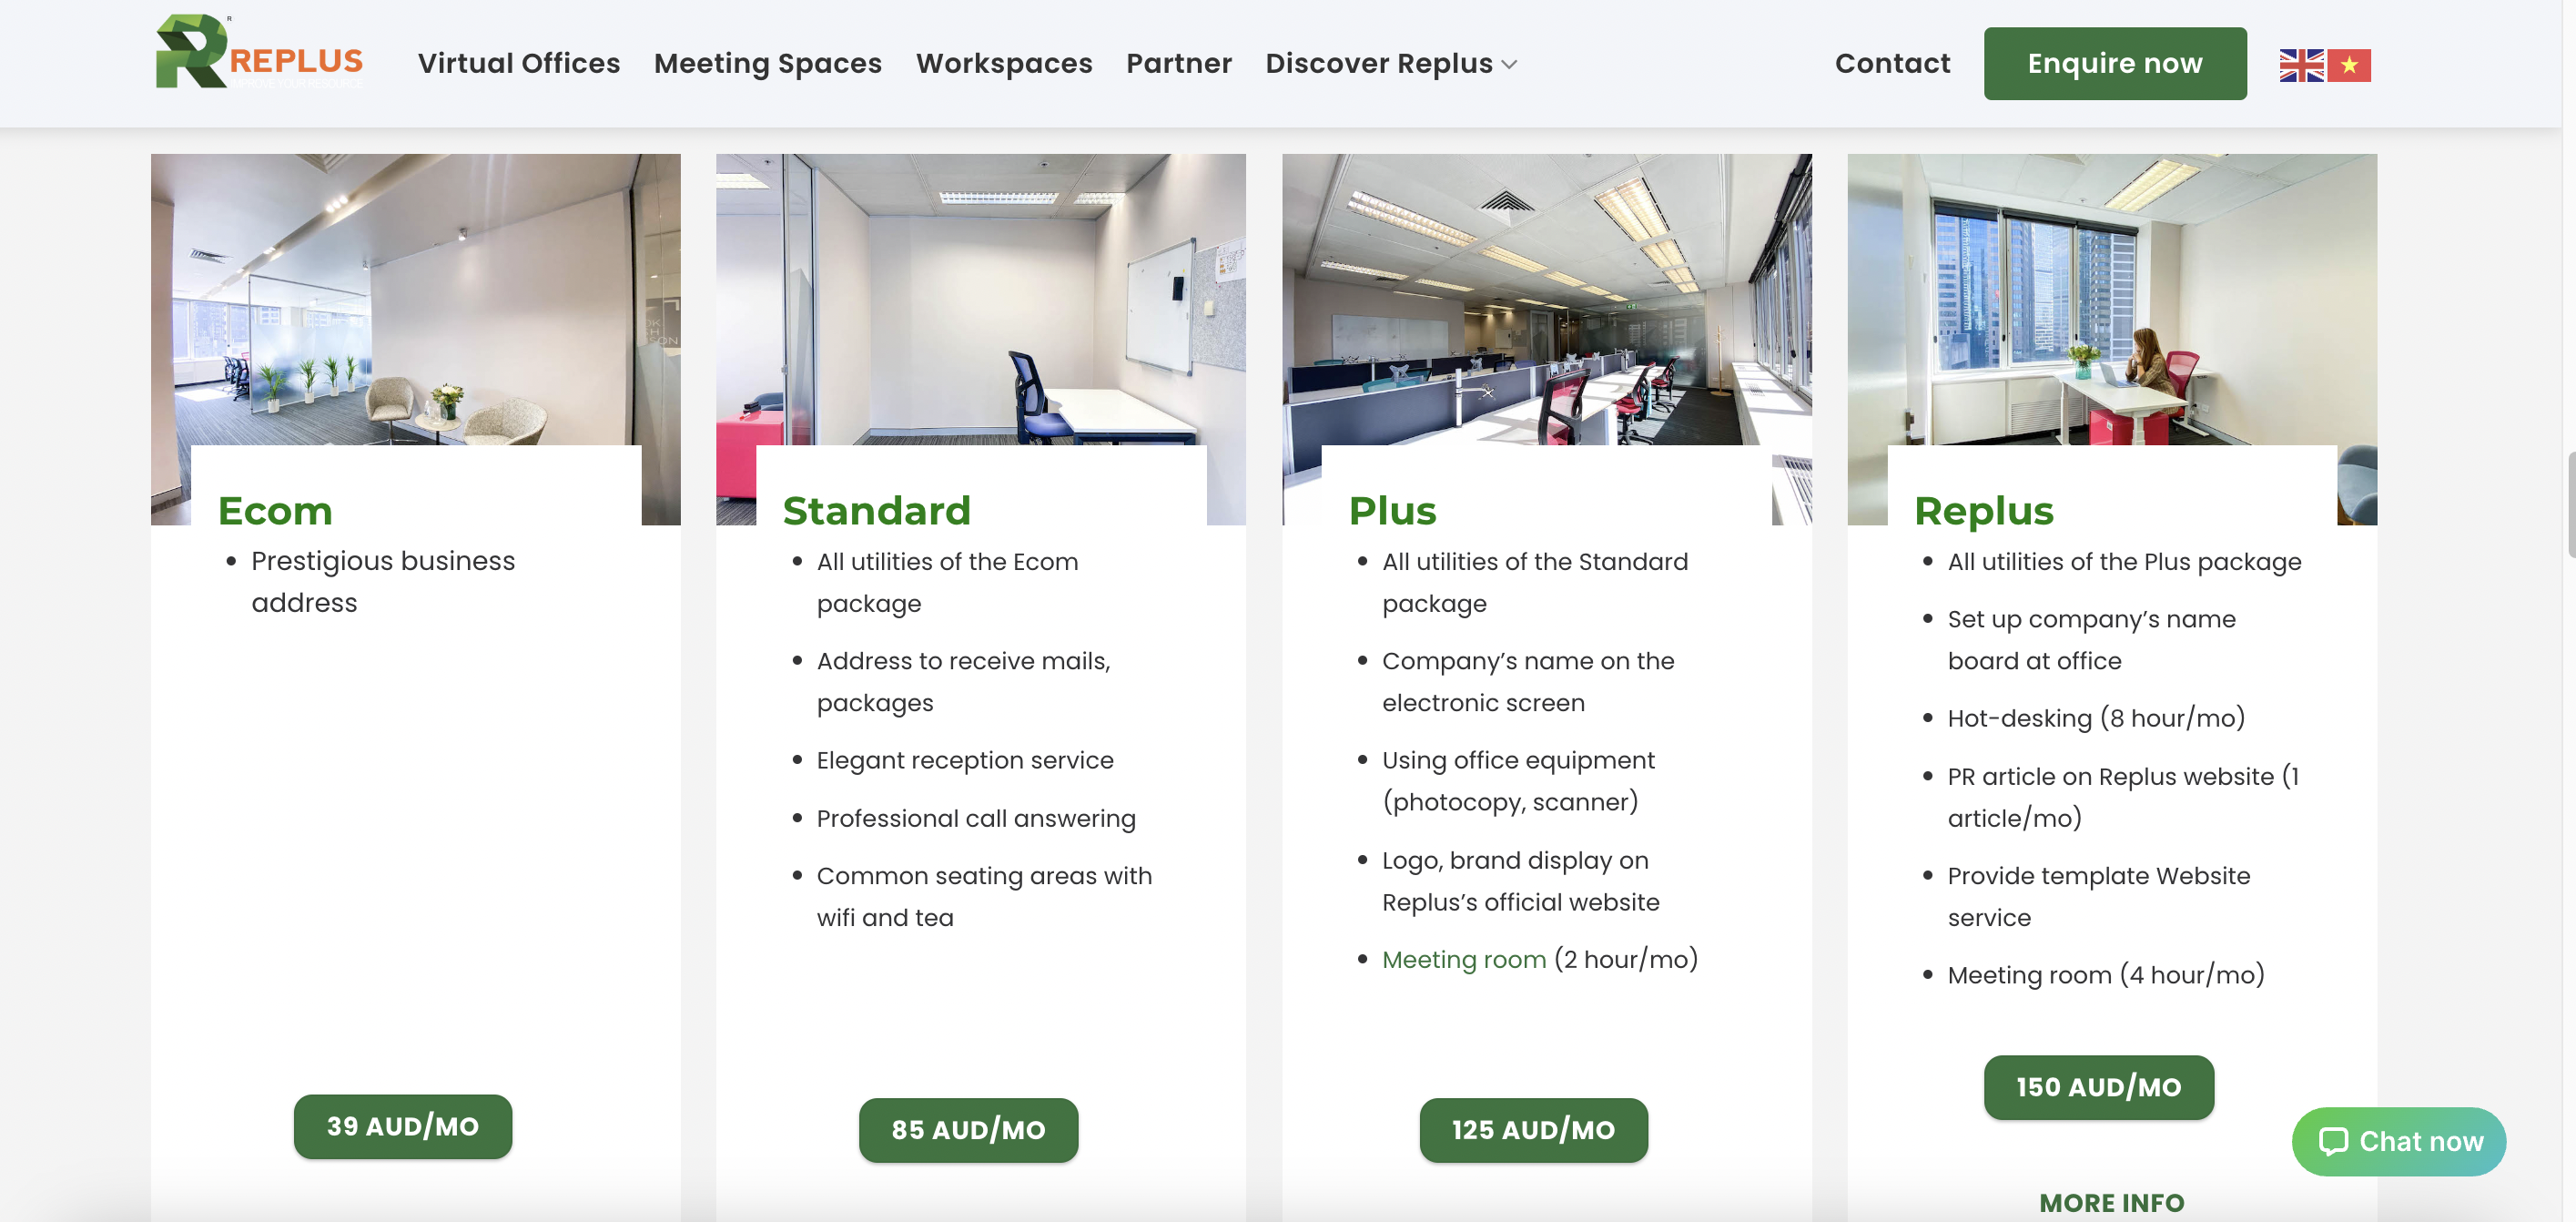 R
REPLUS
Virtual Offices
Meeting Spaces
Workspaces
Partner
Discover Replus
Contact
Enquire now
Ecom
Prestigious business
address
39 AUD/MO
Standard
All utilities of the Ecom
package
Address to receive mails,
packages
Elegant reception service
Professional call answering
Common seating areas with
wifi and tea
85 AUD/MO
Plus
All utilities of the Standard
package
Company’s name on the
electronic screen
Using office equipment
(photocopy, scanner)
Logo, brand display on
Replus’s official website
Meeting room (2 hour/mo)
125 AUD/MO
Replus
All utilities of the Plus package
Set up company’s name
board at office
Hot-desking (8 hour/mo)
PR article on Replus website (1
article/mo)
Provide template Website
service
Meeting room (4 hour/mo)
150 AUD/MO
MORE INFO
Chat now